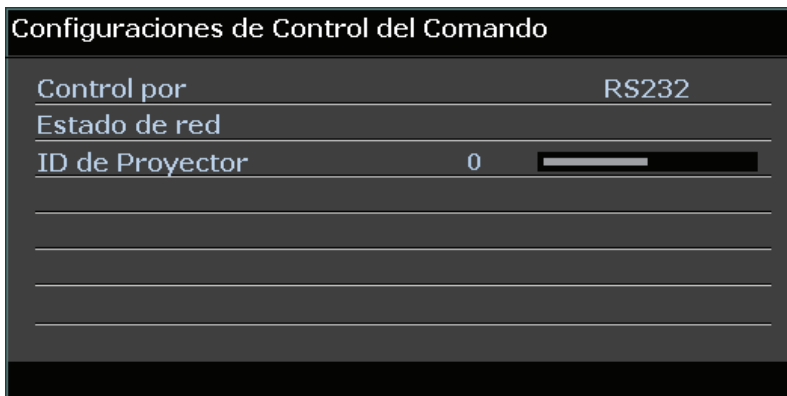 Configuraciones de Control del Comando
Control por RS232
Estado de red
ID de Proyector 0